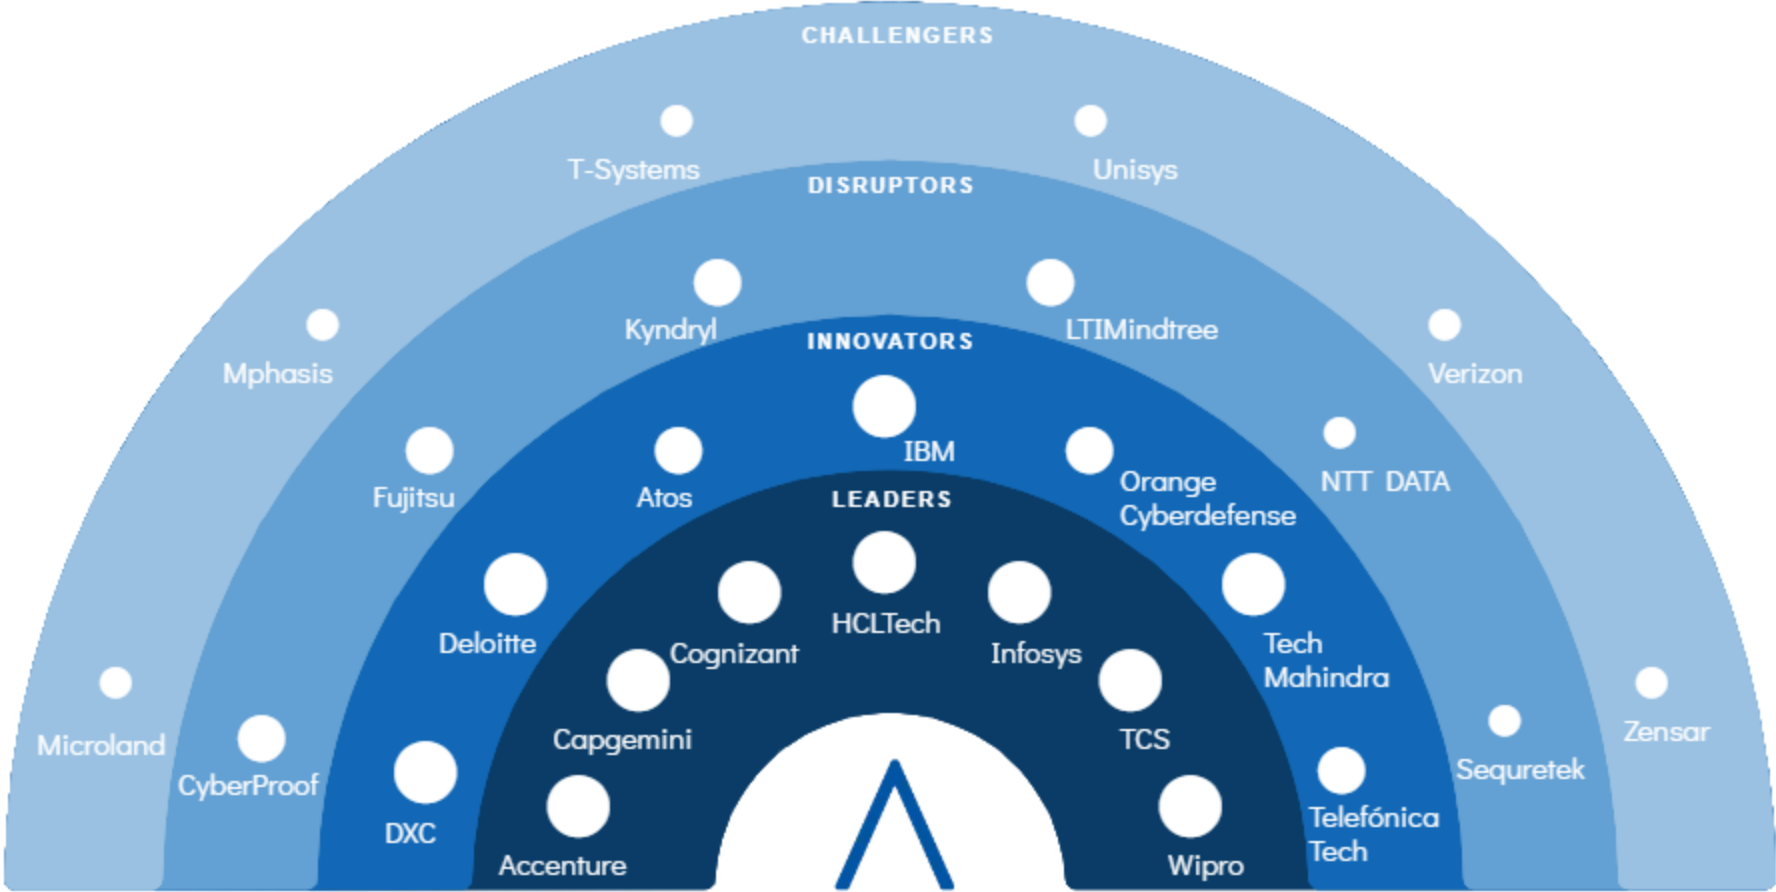 CHALLENGERS
T-Systems
Unisys
DISRUPTORS
Kyndryl
LTIMindtree
INNOVATORS
Mphasis
Verizon
IBM
Fujitsu
Atos
Orange
Cyberdefense
NTT DATA
LEADERS
HCLTech
Deloitte
Cognizant
Infosys
Tech
Mahindra
Capgemini
TCS
Microland
Zensar
CyberProof
Sequretek
DXC
Telefónica
Tech
Accenture
Wipro